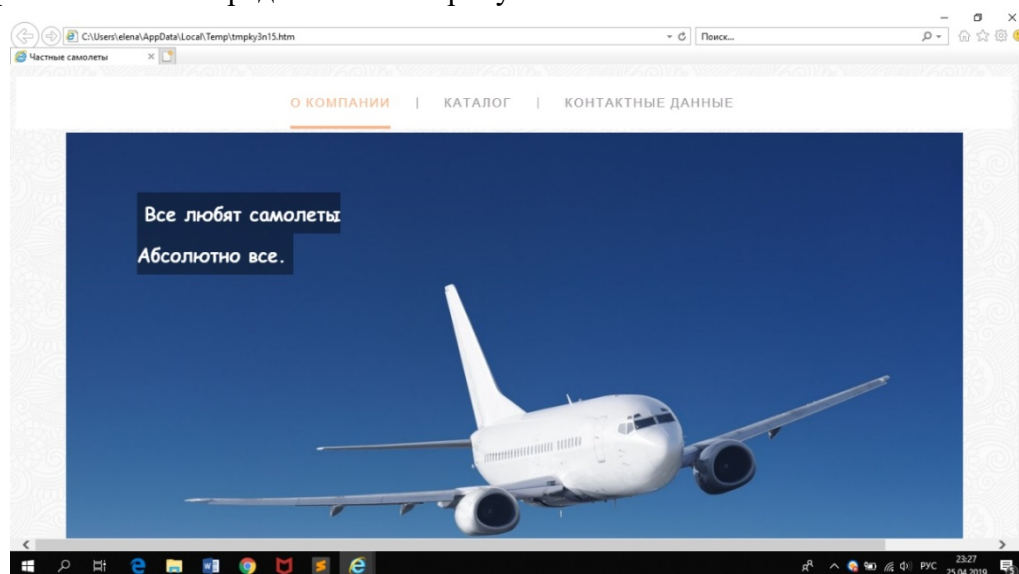 C:\Users\elena\AppData\Local\Temp\tmpky3n15.htm
Поиск...
Частные самолеты
О КОМПАНИИ | КАТАЛОГ | КОНТАКТНЫЕ ДАННЫЕ
Все любят самолеты
Абсолютно все.
РУС
23:27
25.04.2019